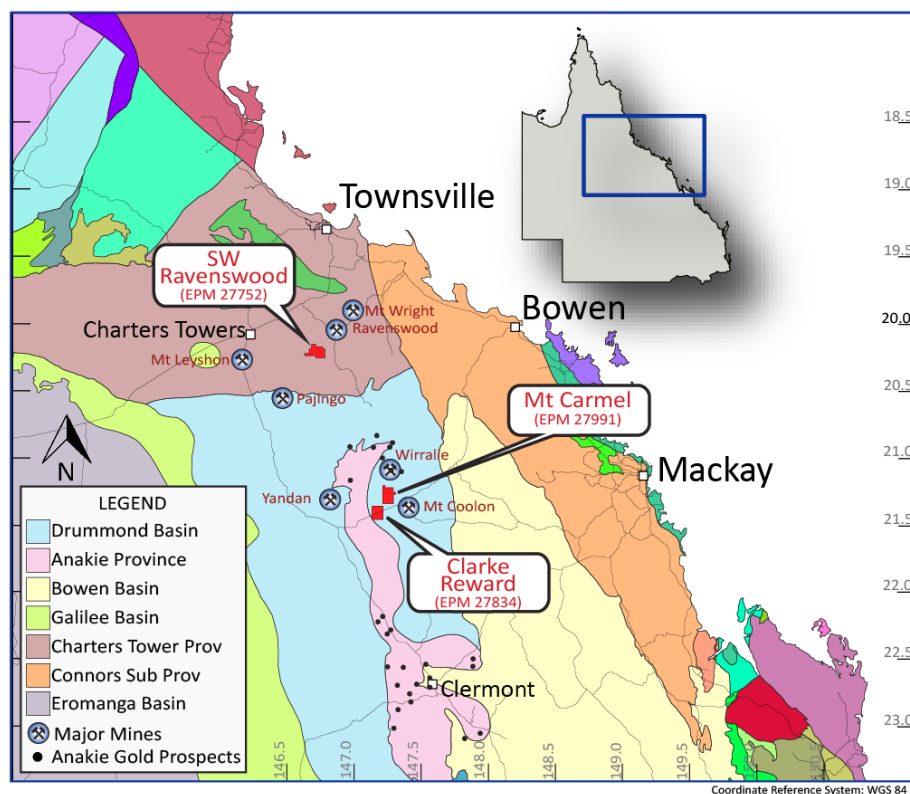 18.5
19.0
Townsville
19.5
SW
Ravenswood
(EPM 27752)
Mt Wright
Bowen
20.0
Ravenswood
Charters Towers
Mt Leyshon
20.5
Pajingo
Mt Carmel
(EPM 27991)
21.0
N
Wirralie
Mackay
Yandan
Mt Coolon
21.5
LEGEND
Drummond Basin
Anakie Province
Bowen Basin
Galilee Basin
Charters Tower Prov
Connors Sub Prov
Eromanga Basin
Major Mines
Anakie Gold Prospects
Clarke
Reward
(EPM 27834)
22.0
22.5
Clermont
23.0
146.5
147.0
147.5
148.0
148.5
149.0
149.5
150.0
150.5
Coordinate Reference System: WGS 84